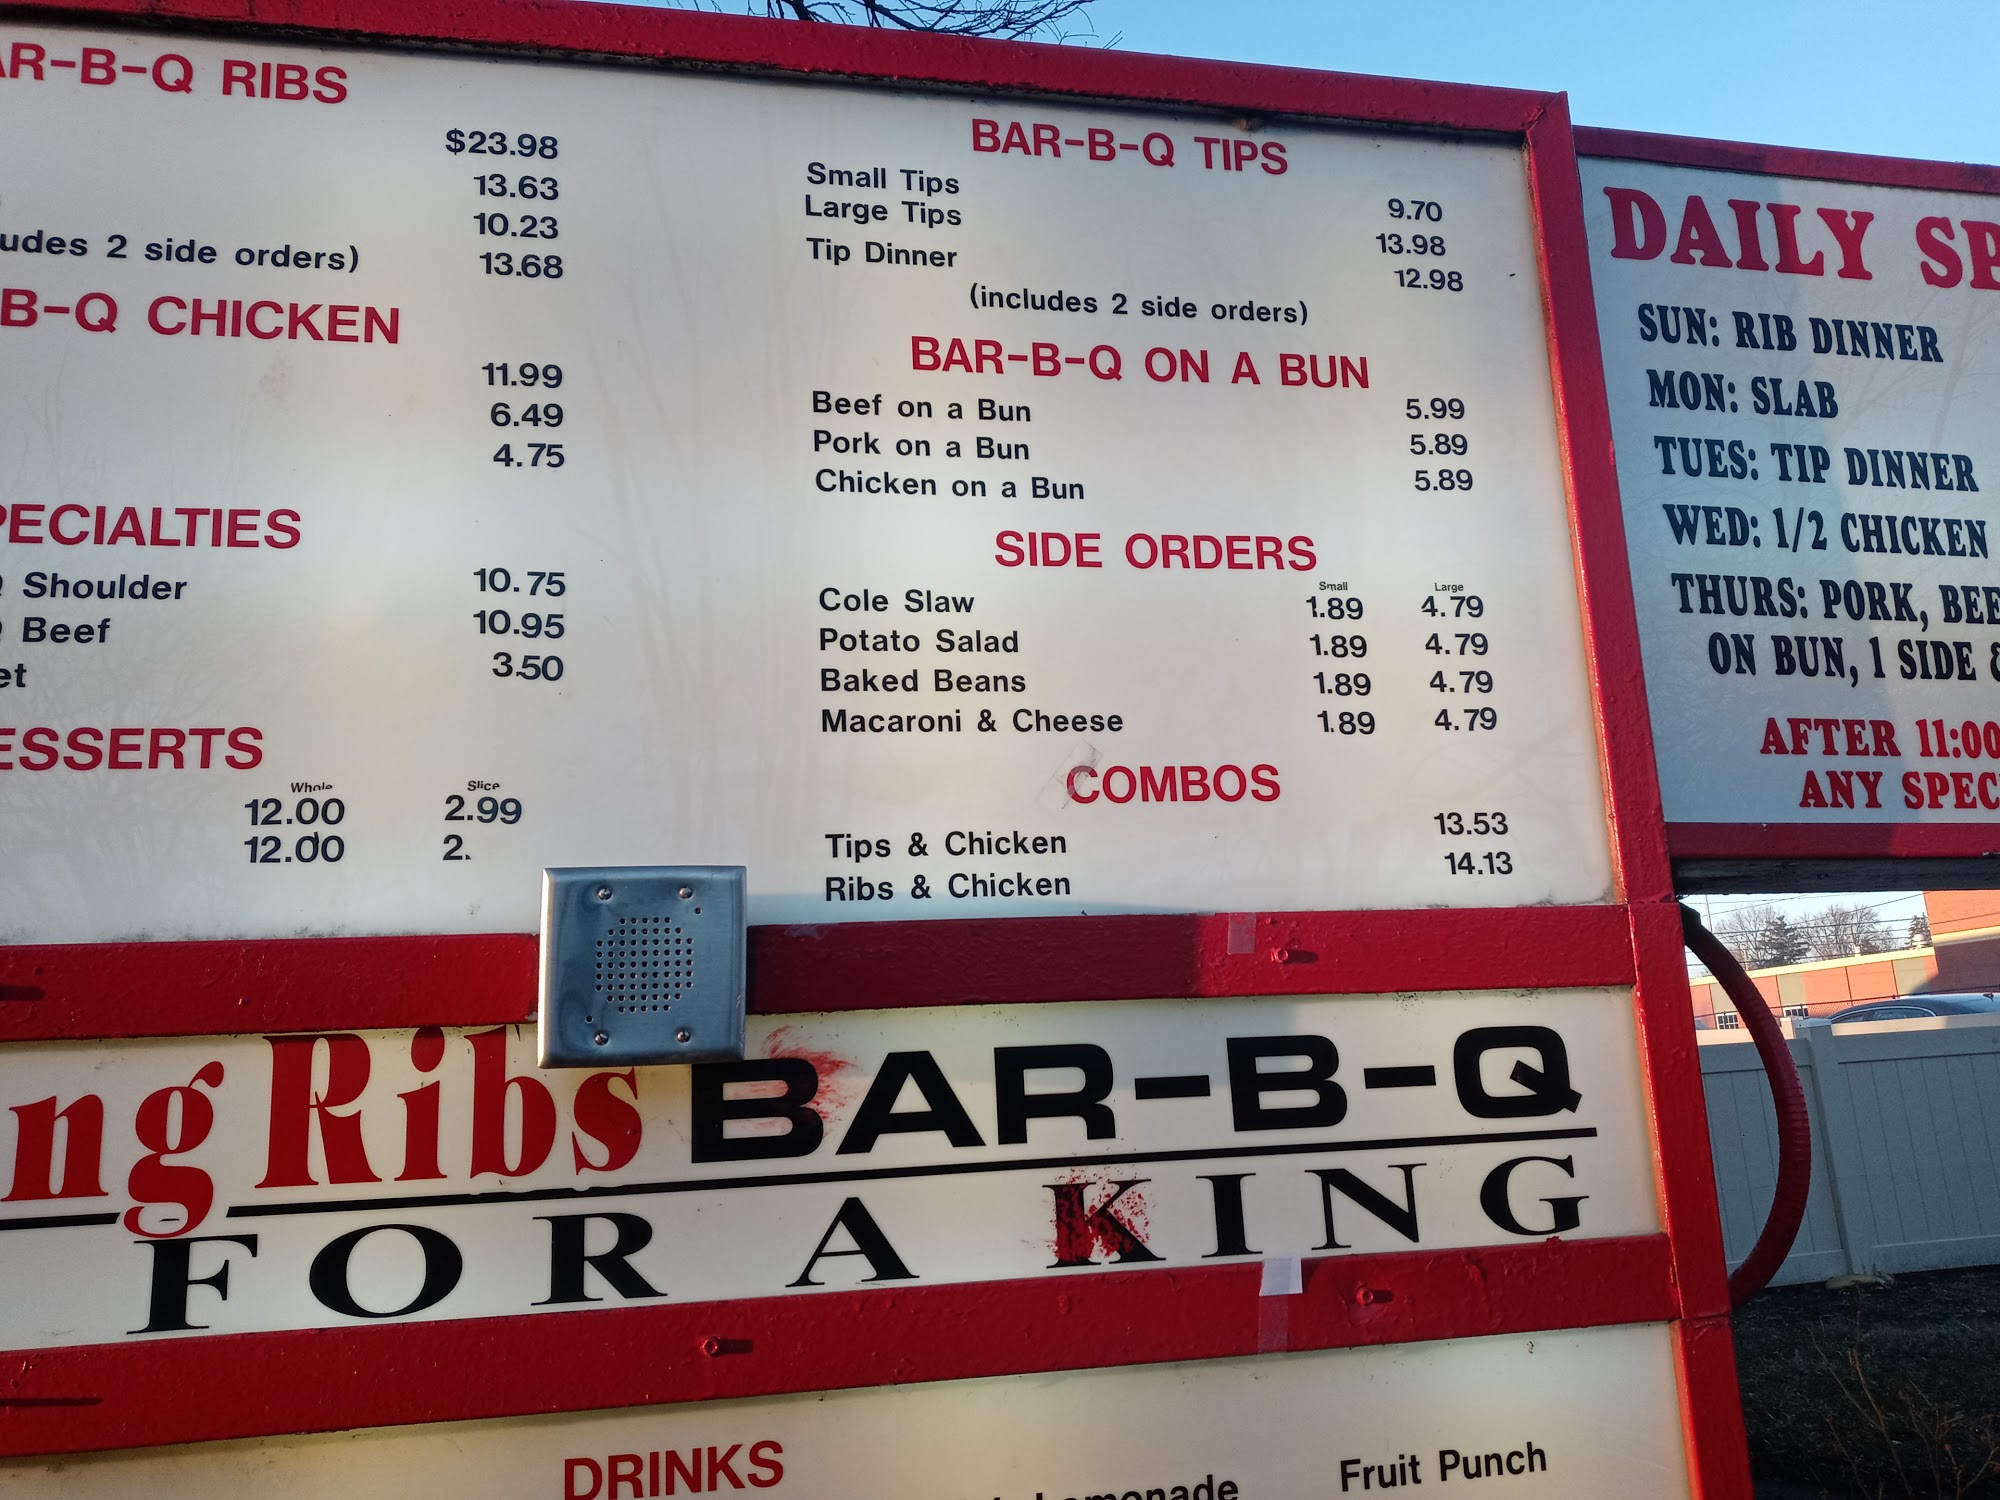 AR-B-Q RIBS
$23.98
13.63
10.23
udes 2 side orders) 13.68
B-Q CHICKEN
11.99
6.49
4.75
PECIALTIES
Shoulder 10.75
Beef 10.95
et 3.50
ESSERTS
Whole Slice
12.00 2.99
12.00 2.
BAR-B-Q TIPS
Small Tips 9.70
Large Tips 13.98
Tip Dinner 12.98
(includes 2 side orders)
BAR-B-Q ON A BUN
Beef on a Bun 5.99
Pork on a Bun 5.89
Chicken on a Bun 5.89
SIDE ORDERS
Small Large
Cole Slaw 1.89 4.79
Potato Salad 1.89 4.79
Baked Beans 1.89 4.79
Macaroni & Cheese 1.89 4.79
COMBOS
Tips & Chicken 13.53
Ribs & Chicken 14.13
DAILY SP
SUN: RIB DINNER
MON: SLAB
TUES: TIP DINNER
WED: 1/2 CHICKEN
THURS: PORK, BEE
ON BUN, 1 SIDE &
AFTER 11:00
ANY SPEC
ng Ribs BAR-B-Q
FOR A KING
DRINKS
Lemonade
Fruit Punch